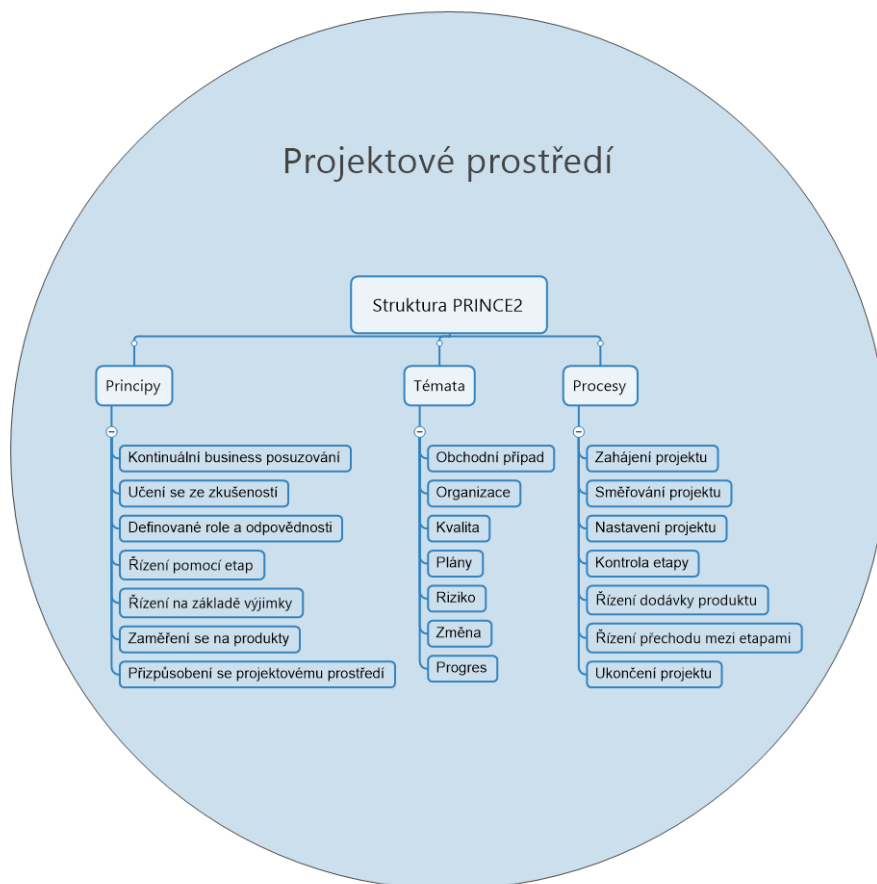 Projektové prostředí
Struktura PRINCE2
Principy
Kontinuální business posuzování
Učení se ze zkušeností
Definované role a odpovědnosti
Řízení pomocí etap
Řízení na základě výjimky
Zaměření se na produkty
Přizpůsobení se projektovému prostředí
Témata
Obchodní případ
Organizace
Kvalita
Plány
Riziko
Změna
Progres
Procesy
Zahájení projektu
Směřování projektu
Nastavení projektu
Kontrola etapy
Řízení dodávky produktu
Řízení přechodu mezi etapami
Ukončení projektu